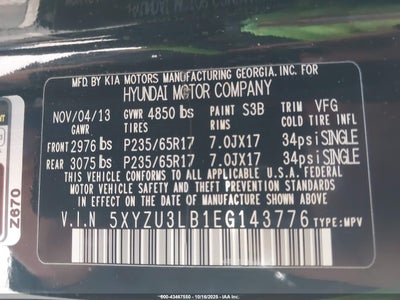 MFD. BY KIA MOTORS MANUFACTURING GEORGIA. INC. FOR
HYUNDAI MOTOR COMPANY
NOV/04/13 GVWR 4850 lbs PAINT S3B TRIM VFG
GAWR TIRES RIMS COLD TIRE INFL
FRONT 2976 lbs P235/65R17 7.0JX17 34psi SINGLE
REAR 3075 lbs P235/65R17 7.0JX17 34psi SINGLE
THIS VEHICLE CONFORMS TO ALL APPLICABLE U.S.A. FEDERAL
MOTOR VEHICLE SAFETY, BUMPER, AND THEFT PREVENTION STANDARDS
IN EFFECT ON THE DATE OF MANUFACTURE SHOWN ABOVE.
V.I.N 5XYZU3LB1EG143776 TYPE: MPV
Z670